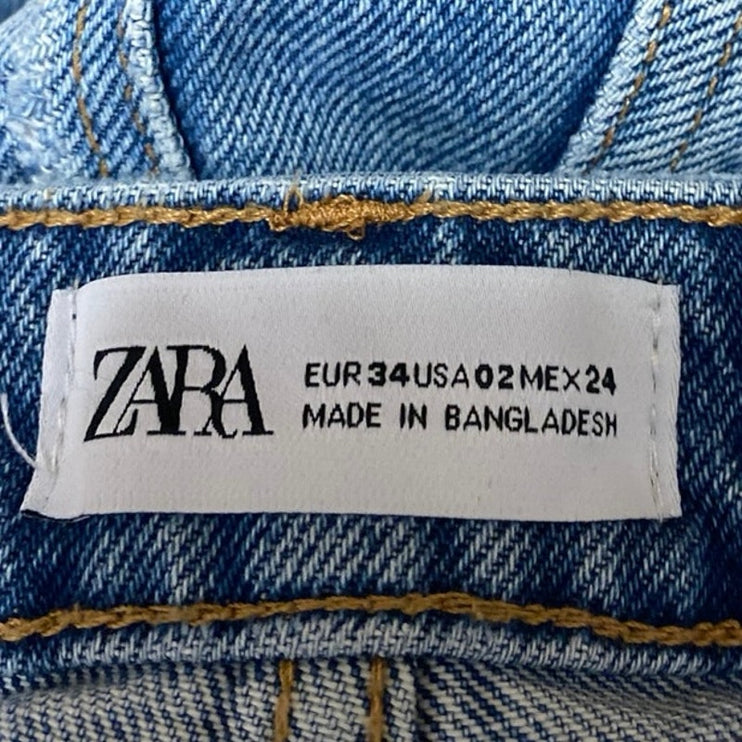 ZARA
EUR 34 USA 02 MEX 24
MADE IN BANGLADESH